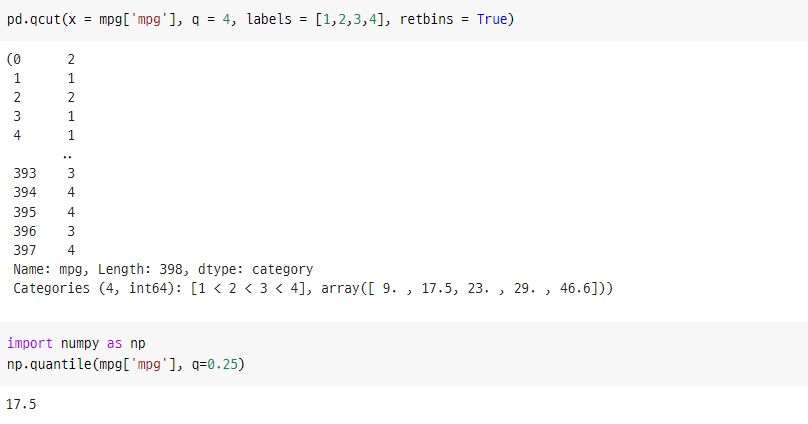 pd.qcut(x = mpg['mpg'], q = 4, labels = [1,2,3,4], retbins = True)
(0      2
 1      1
 2      2
 3      1
 4      1
       ..
 393    3
 394    4
 395    4
 396    3
 397    4
 Name: mpg, Length: 398, dtype: category
 Categories (4, int64): [1 < 2 < 3 < 4], array([ 9. , 17.5, 23. , 29. , 46.6]))
import numpy as np
np.quantile(mpg['mpg'], q=0.25)
17.5